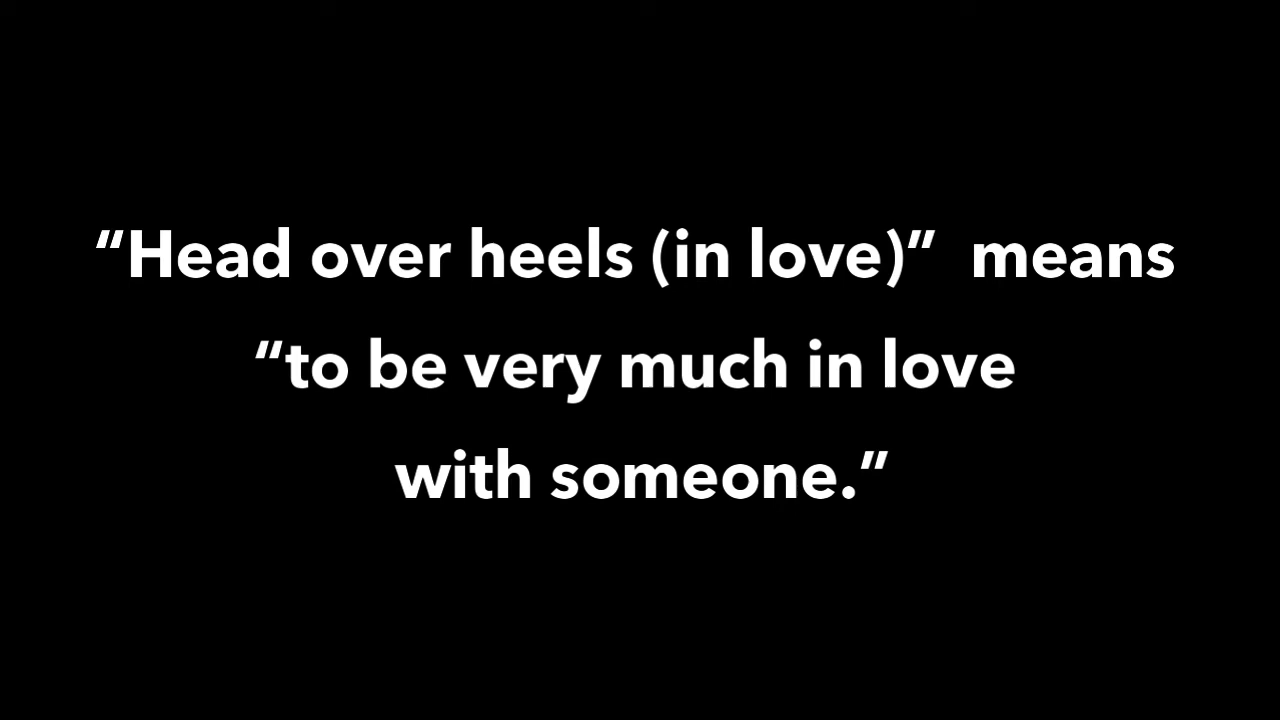 “Head over heels (in love)”  means
“to be very much in love
with someone.”